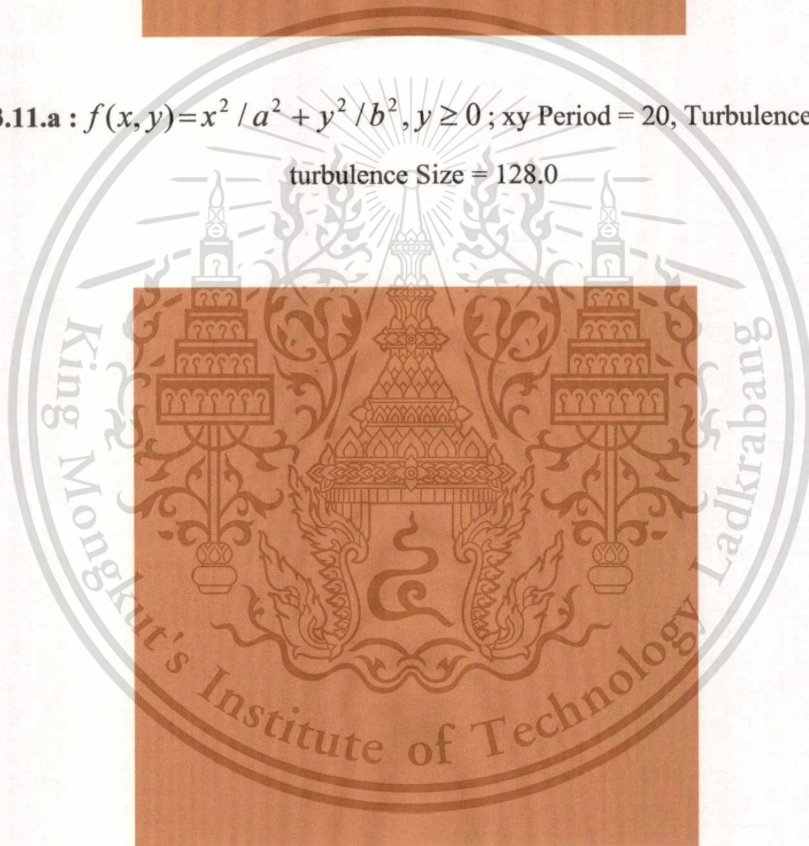 3.11.a : f(x, y)=x² / a² + y² /b², y ≥ 0 ; xy Period = 20, Turbulence
turbulence Size = 128.0
King Mongkut's Institute of Technology Ladkrabang